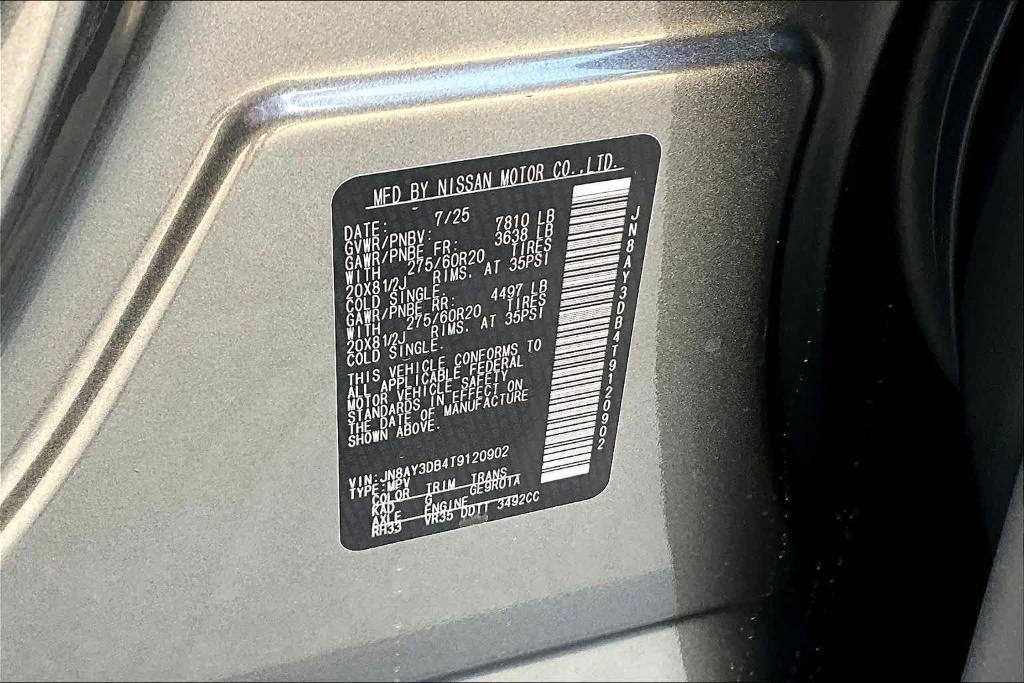 MFD BY NISSAN MOTOR CO.,LTD.
DATE: 7/25
GVWR/PNBV: 7810 LB
GAWR/PNBE FR: 3638 LB
WITH 275/60R20 TIRES
20X81/2J RIMS. AT 35PSI
COLD SINGLE.
GAWR/PNBE RR: 4497 LB
WITH 275/60R20 TIRES
20X81/2J RIMS. AT 35PSI
COLD SINGLE.
THIS VEHICLE CONFORMS TO
ALL APPLICABLE FEDERAL
MOTOR VEHICLE SAFETY
STANDARDS IN EFFECT ON
THE DATE OF MANUFACTURE
SHOWN ABOVE.
VIN:JN8AY3DB4T9120902
TYPE:MPV
COLOR TRIM TRANS
KAD G GE9R01A
AXLE ENGINE
RH33 VR35 DDTT 3492CC
JN8AY3DB4T9120902